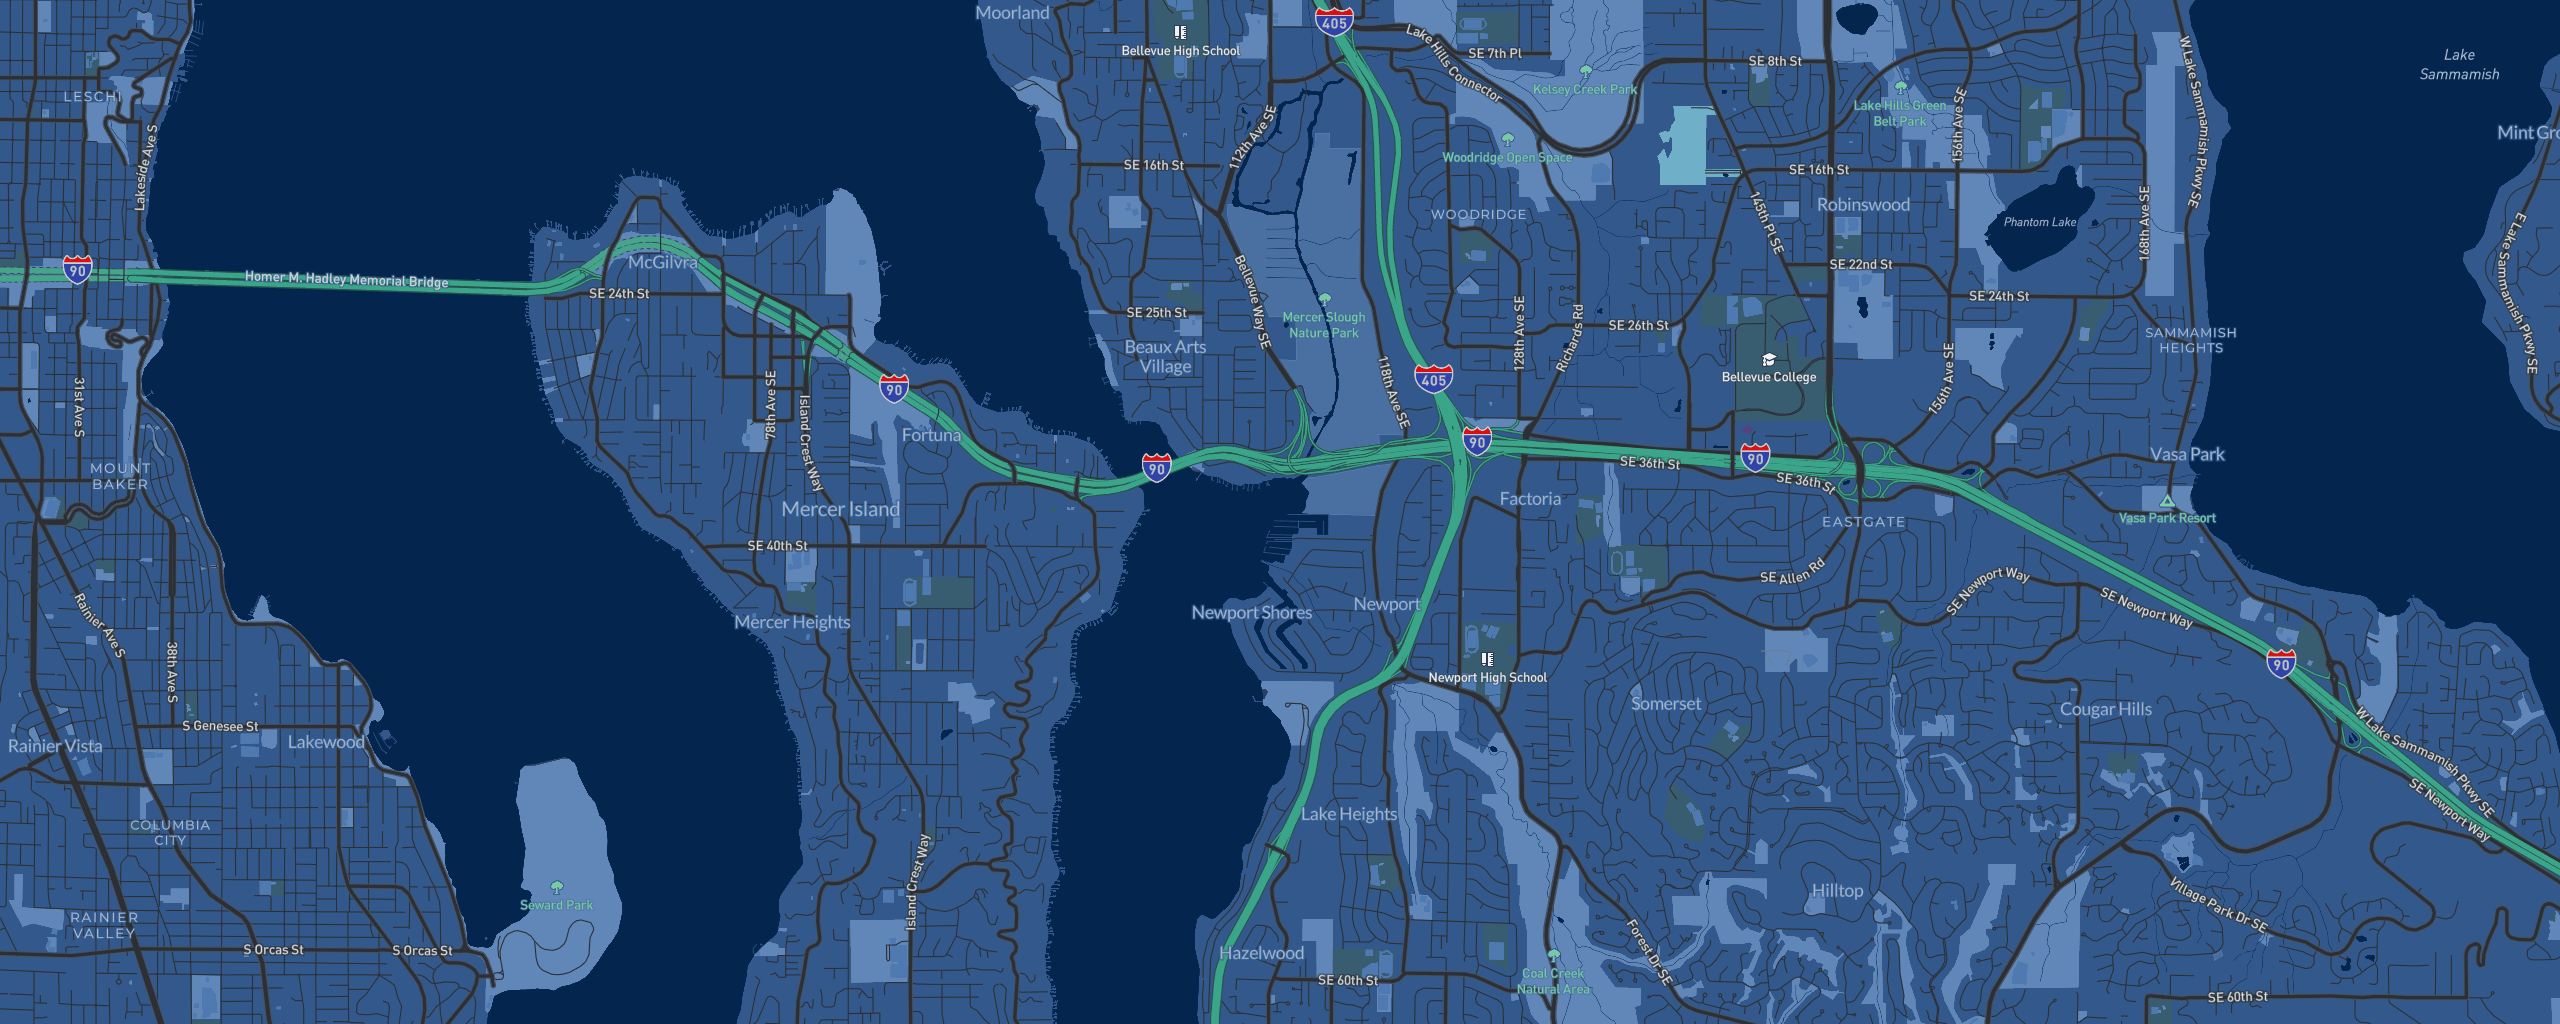 Moorland
405
Bellevue High School
Lake Hills Connector
SE 7th Pl
SE 8th St
W Lake Sammamish Pkwy SE
Lake
Sammamish
LESCHI
Kelsey Creek Park
Lake Hills Green
Belt Park
156th Ave SE
Mint Gro
Lakeside Ave S
112th Ave SE
SE 16th St
Woodridge Open Space
SE 16th St
145th Pl SE
Robinswood
WOODRIDGE
Phantom Lake
168th Ave SE
E Lake Sammamish Pkwy SE
90
Homer M. Hadley Memorial Bridge
McGilvra
SE 24th St
Bellevue Way SE
SE 22nd St
SE 24th St
SE 25th St
Mercer Slough
Nature Park
128th Ave SE
Richards Rd
SE 26th St
SAMMAMISH
HEIGHTS
Beaux Arts
Village
118th Ave SE
405
Bellevue College
156th Ave SE
31st Ave S
78th Ave SE
Island Crest Way
90
Fortuna
90
90
90
SE 36th St
SE 36th St
Vasa Park
MOUNT
BAKER
Mercer Island
Factoria
EASTGATE
Vasa Park Resort
SE 40th St
SE Allen Rd
SE Newport Way
SE Newport Way
Rainier Ave S
38th Ave S
Mercer Heights
Newport Shores
Newport
90
Newport High School
Somerset
Cougar Hills
S Genesee St
Lakewood
Rainier Vista
W Lake Sammamish Pkwy SE
SE Newport Way
COLUMBIA
CITY
Lake Heights
Island Crest Way
Seward Park
Hilltop
Village Park Dr SE
RAINIER
VALLEY
S Orcas St
S Orcas St
Hazelwood
Forest Dr SE
Coal Creek
Natural Area
SE 60th St
SE 60th St